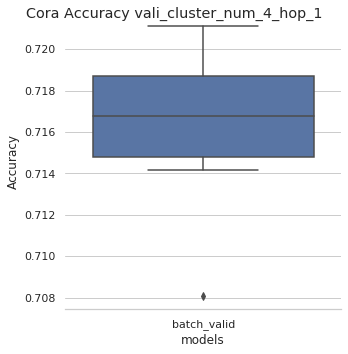 Cora Accuracy vali_cluster_num_4_hop_1
0.720
0.718
0.716
0.714
0.712
0.710
0.708
Accuracy
batch_valid
models